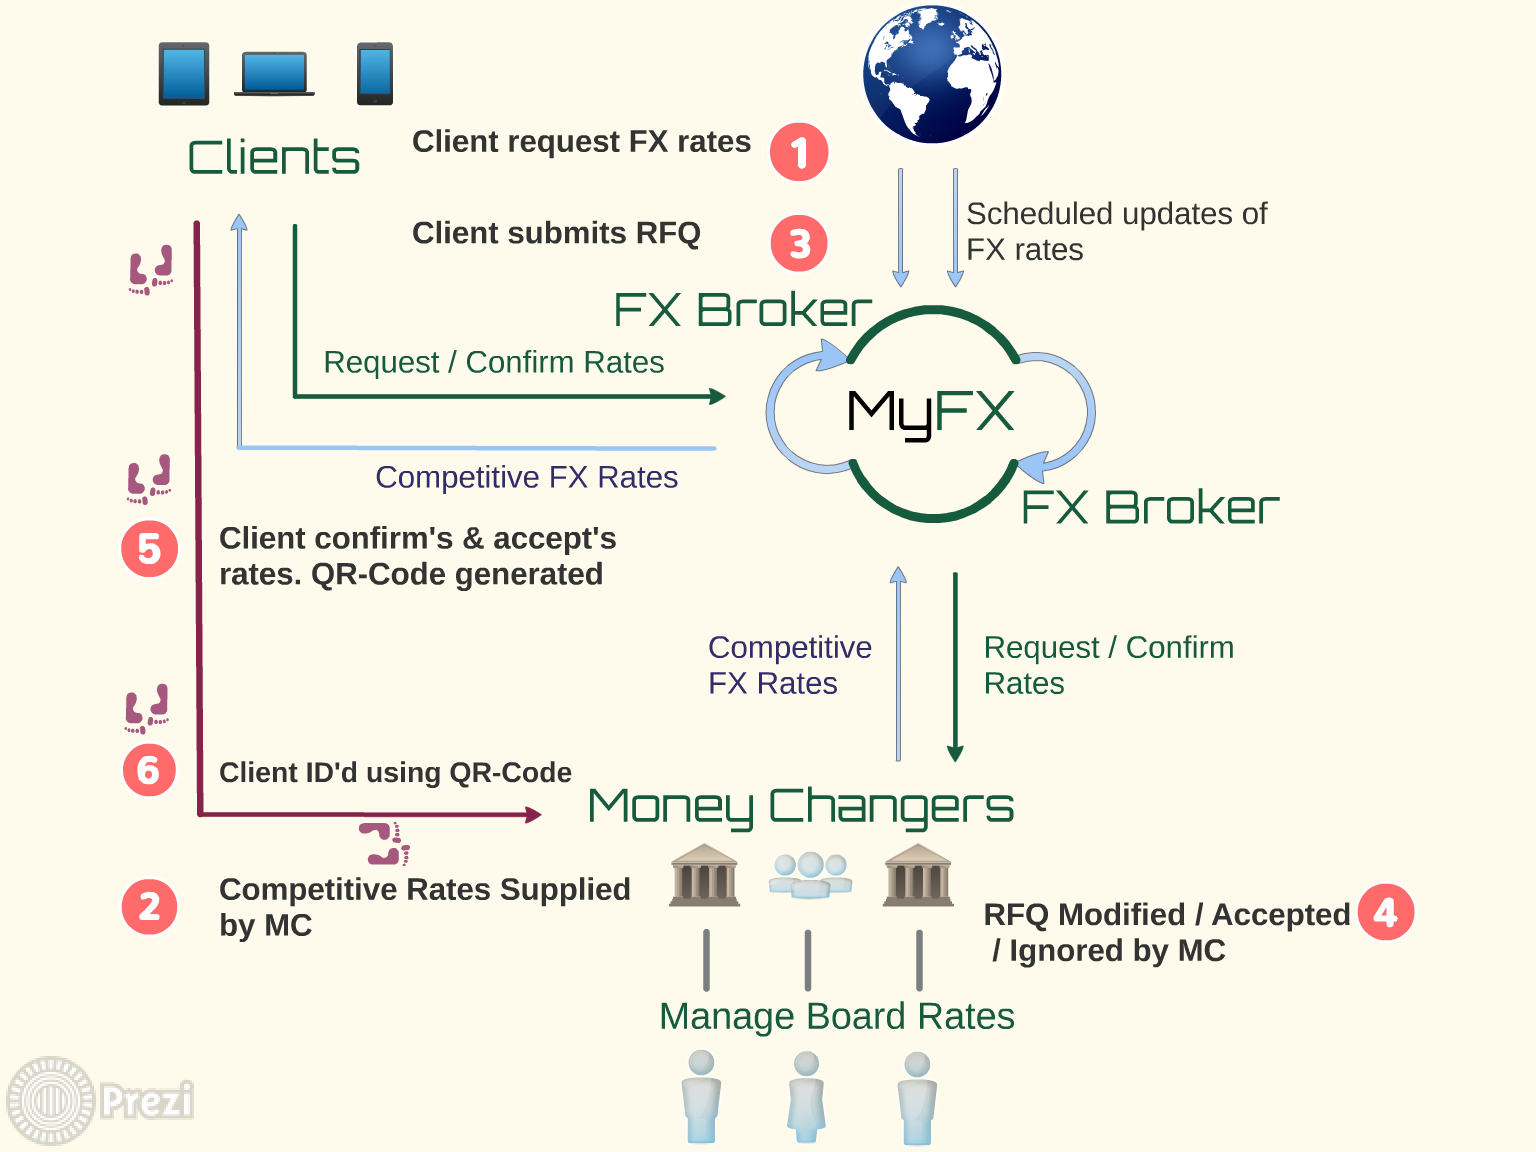 Clients
Client request FX rates
1
Client submits RFQ
3
Scheduled updates of
FX rates
FX Broker
Request / Confirm Rates
MyFX
Competitive FX Rates
FX Broker
5
Client confirm's & accept's
rates. QR-Code generated
Competitive
FX Rates
Request / Confirm
Rates
6
Client ID'd using QR-Code
Money Changers
2
Competitive Rates Supplied
by MC
RFQ Modified / Accepted
/ Ignored by MC
4
Manage Board Rates
Prezi